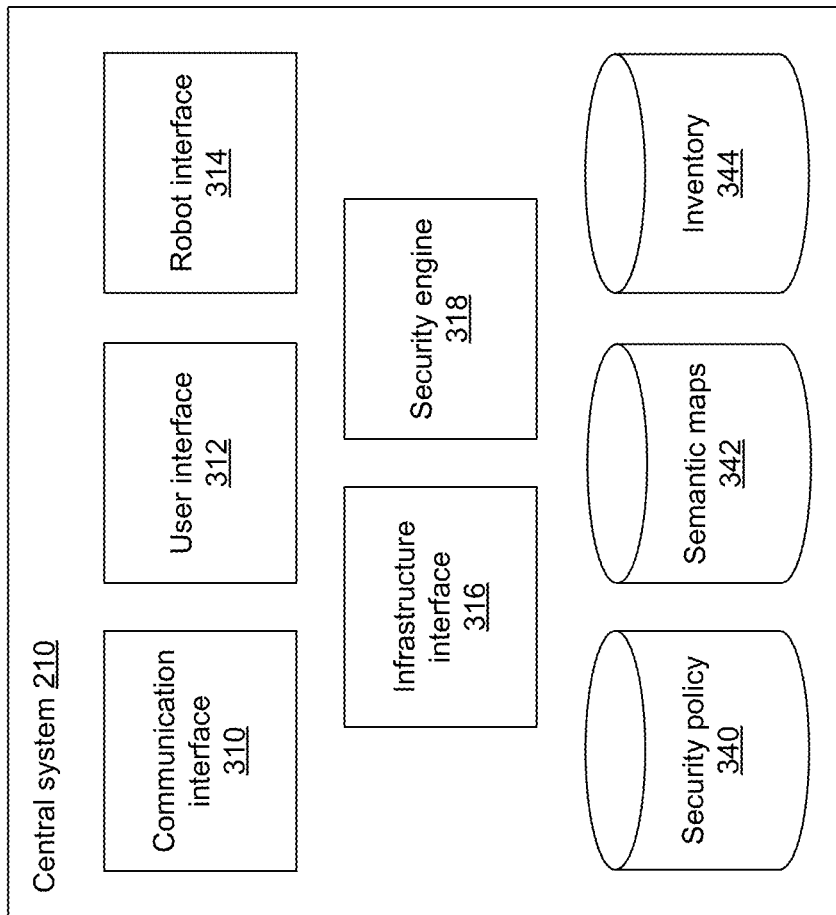 Central system 210
Communication
interface
310
User interface
312
Robot interface
314
Infrastructure
interface
316
Security engine
318
Security policy
340
Semantic maps
342
Inventory
344